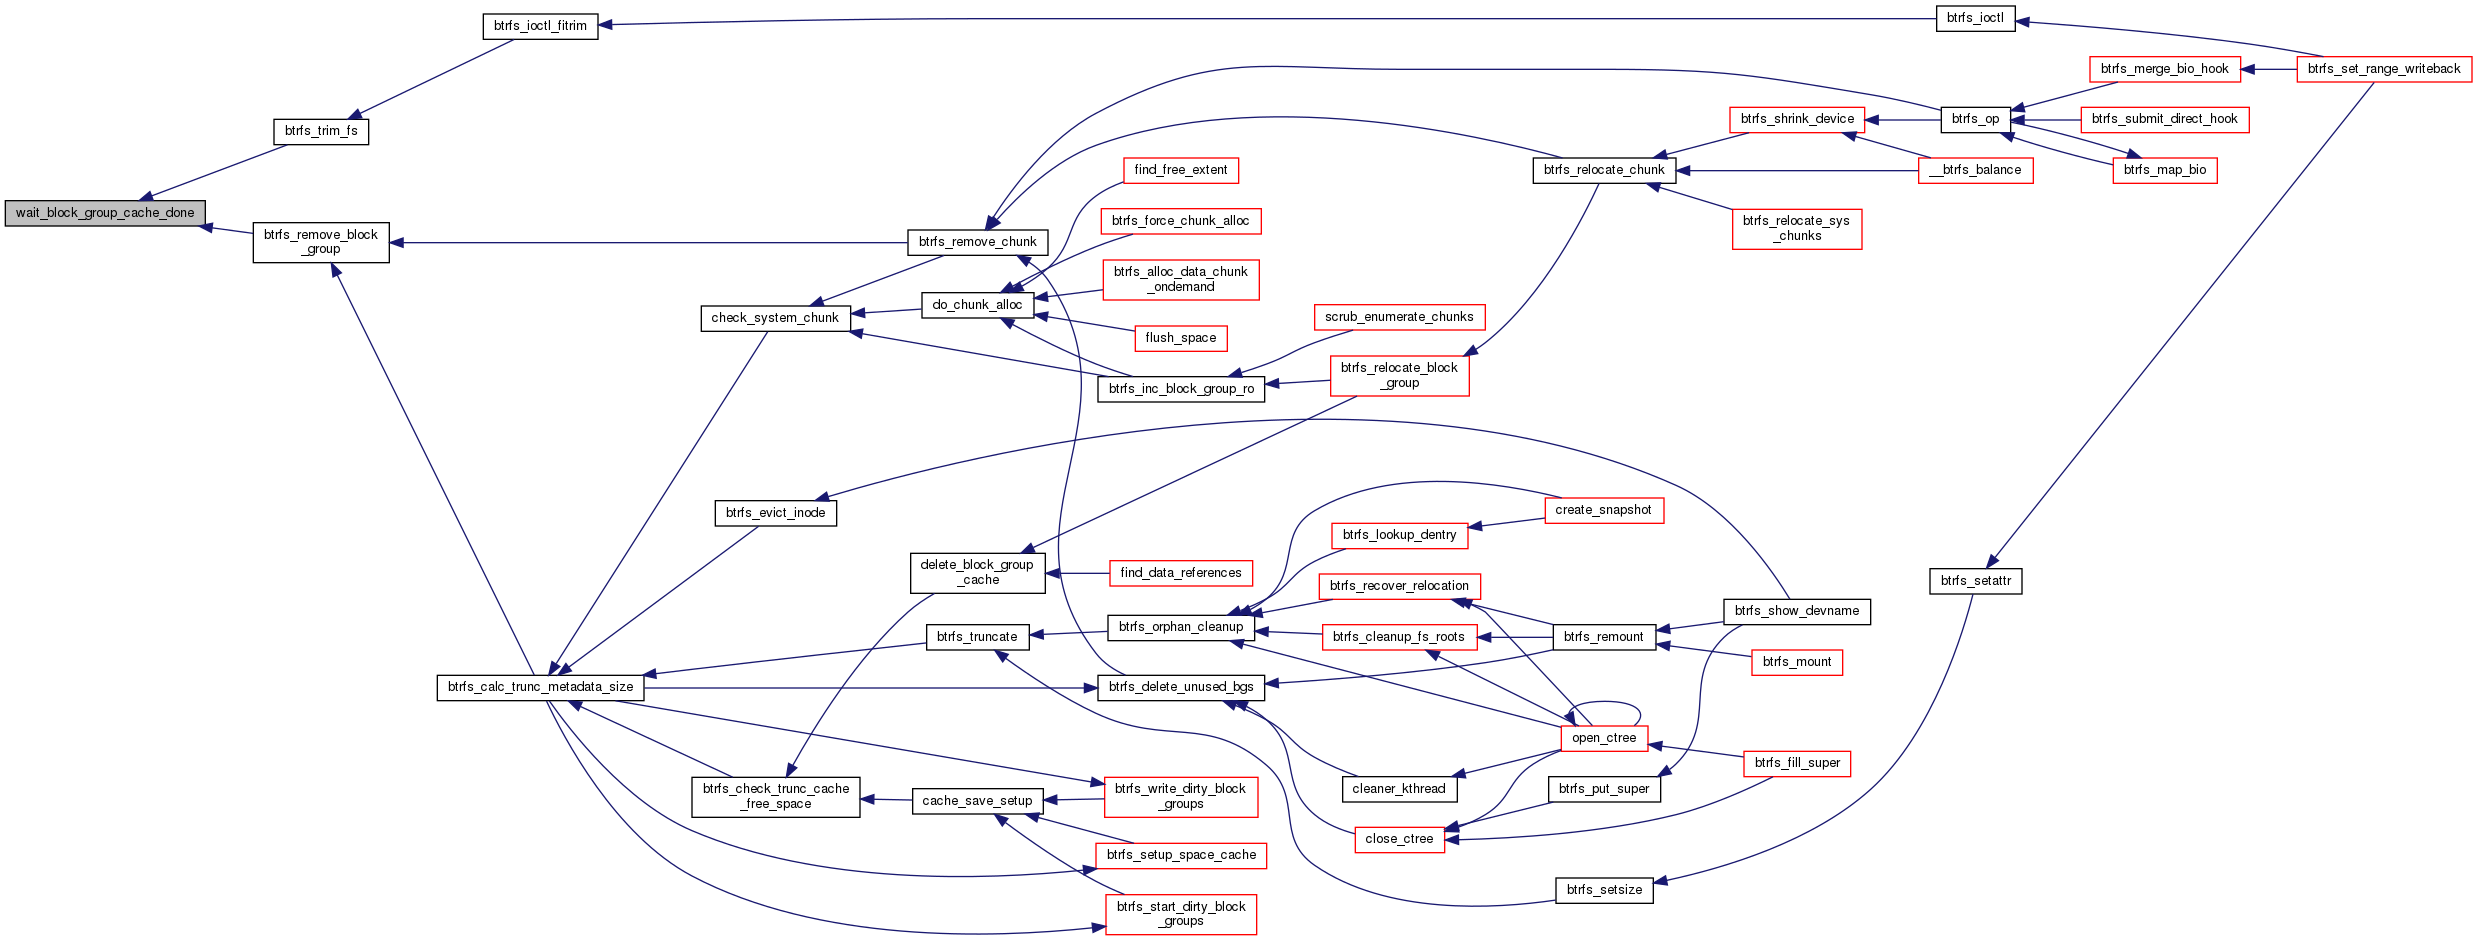 btrfs_ioctl_fitrim
btrfs_ioctl
btrfs_merge_bio_hook
btrfs_set_range_writeback
btrfs_trim_fs
btrfs_shrink_device
btrfs_op
btrfs_submit_direct_hook
find_free_extent
btrfs_relocate_chunk
__btrfs_balance
btrfs_map_bio
wait_block_group_cache_done
btrfs_remove_block
_group
btrfs_remove_chunk
btrfs_force_chunk_alloc
btrfs_relocate_sys
_chunks
btrfs_alloc_data_chunk
_ondemand
check_system_chunk
do_chunk_alloc
flush_space
scrub_enumerate_chunks
btrfs_inc_block_group_ro
btrfs_relocate_block
_group
btrfs_evict_inode
create_snapshot
btrfs_lookup_dentry
delete_block_group
_cache
find_data_references
btrfs_recover_relocation
btrfs_setattr
btrfs_show_devname
btrfs_truncate
btrfs_orphan_cleanup
btrfs_cleanup_fs_roots
btrfs_remount
btrfs_mount
btrfs_calc_trunc_metadata_size
btrfs_delete_unused_bgs
open_ctree
btrfs_fill_super
btrfs_check_trunc_cache
_free_space
cache_save_setup
btrfs_write_dirty_block
_groups
cleaner_kthread
btrfs_put_super
close_ctree
btrfs_setup_space_cache
btrfs_setsize
btrfs_start_dirty_block
_groups